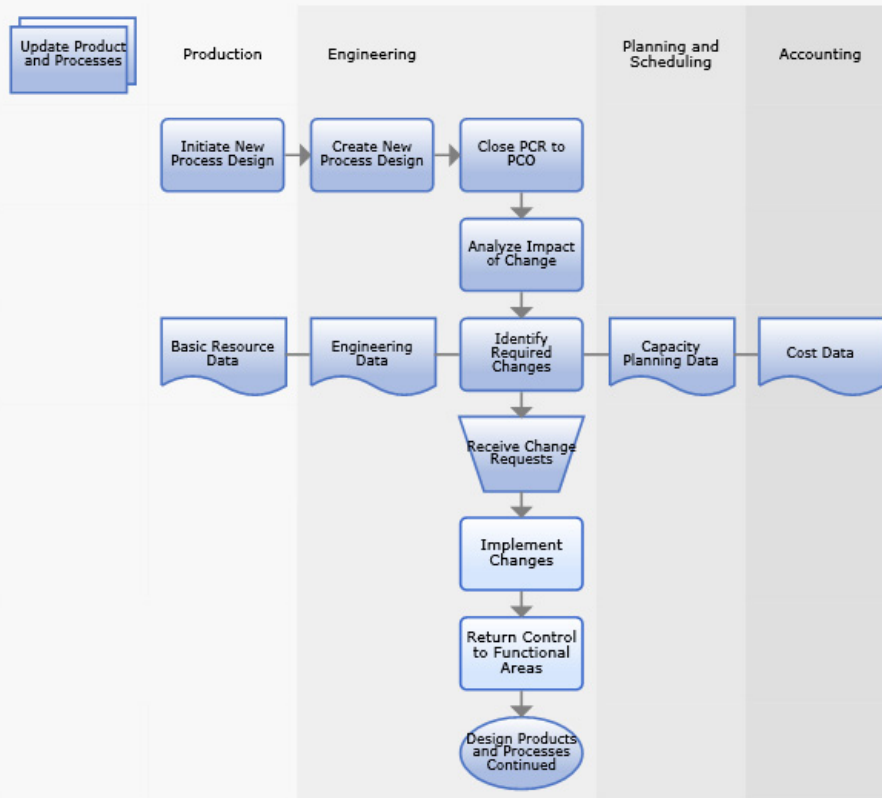 Update Product
and Processes
Production
Engineering
Planning and
Scheduling
Accounting
Initiate New
Process Design
Create New
Process Design
Close PCR to
PCO
Analyze Impact
of Change
Basic Resource
Data
Engineering
Data
Identify
Required
Changes
Capacity
Planning Data
Cost Data
Receive Change
Requests
Implement
Changes
Return Control
to Functional
Areas
Design Products
and Processes
Continued